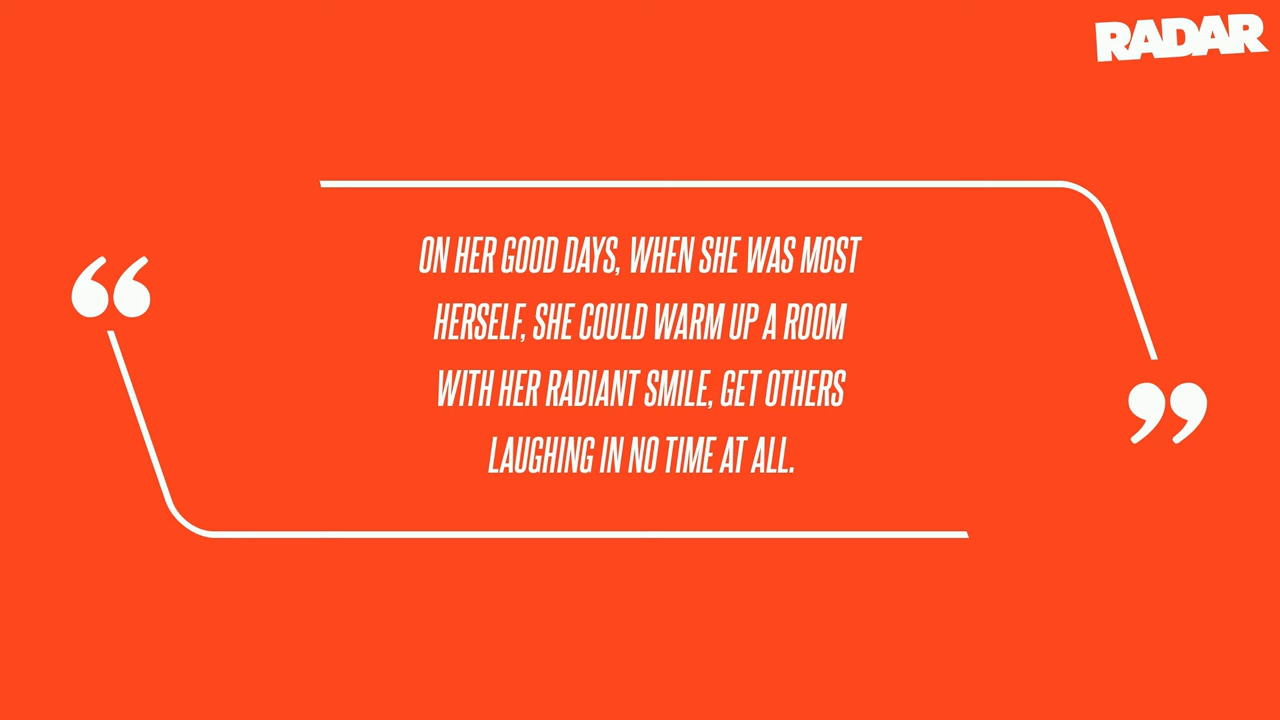 RADAR
ON HER GOOD DAYS, WHEN SHE WAS MOST
HERSELF, SHE COULD WARM UP A ROOM
WITH HER RADIANT SMILE, GET OTHERS
LAUGHING IN NO TIME AT ALL.